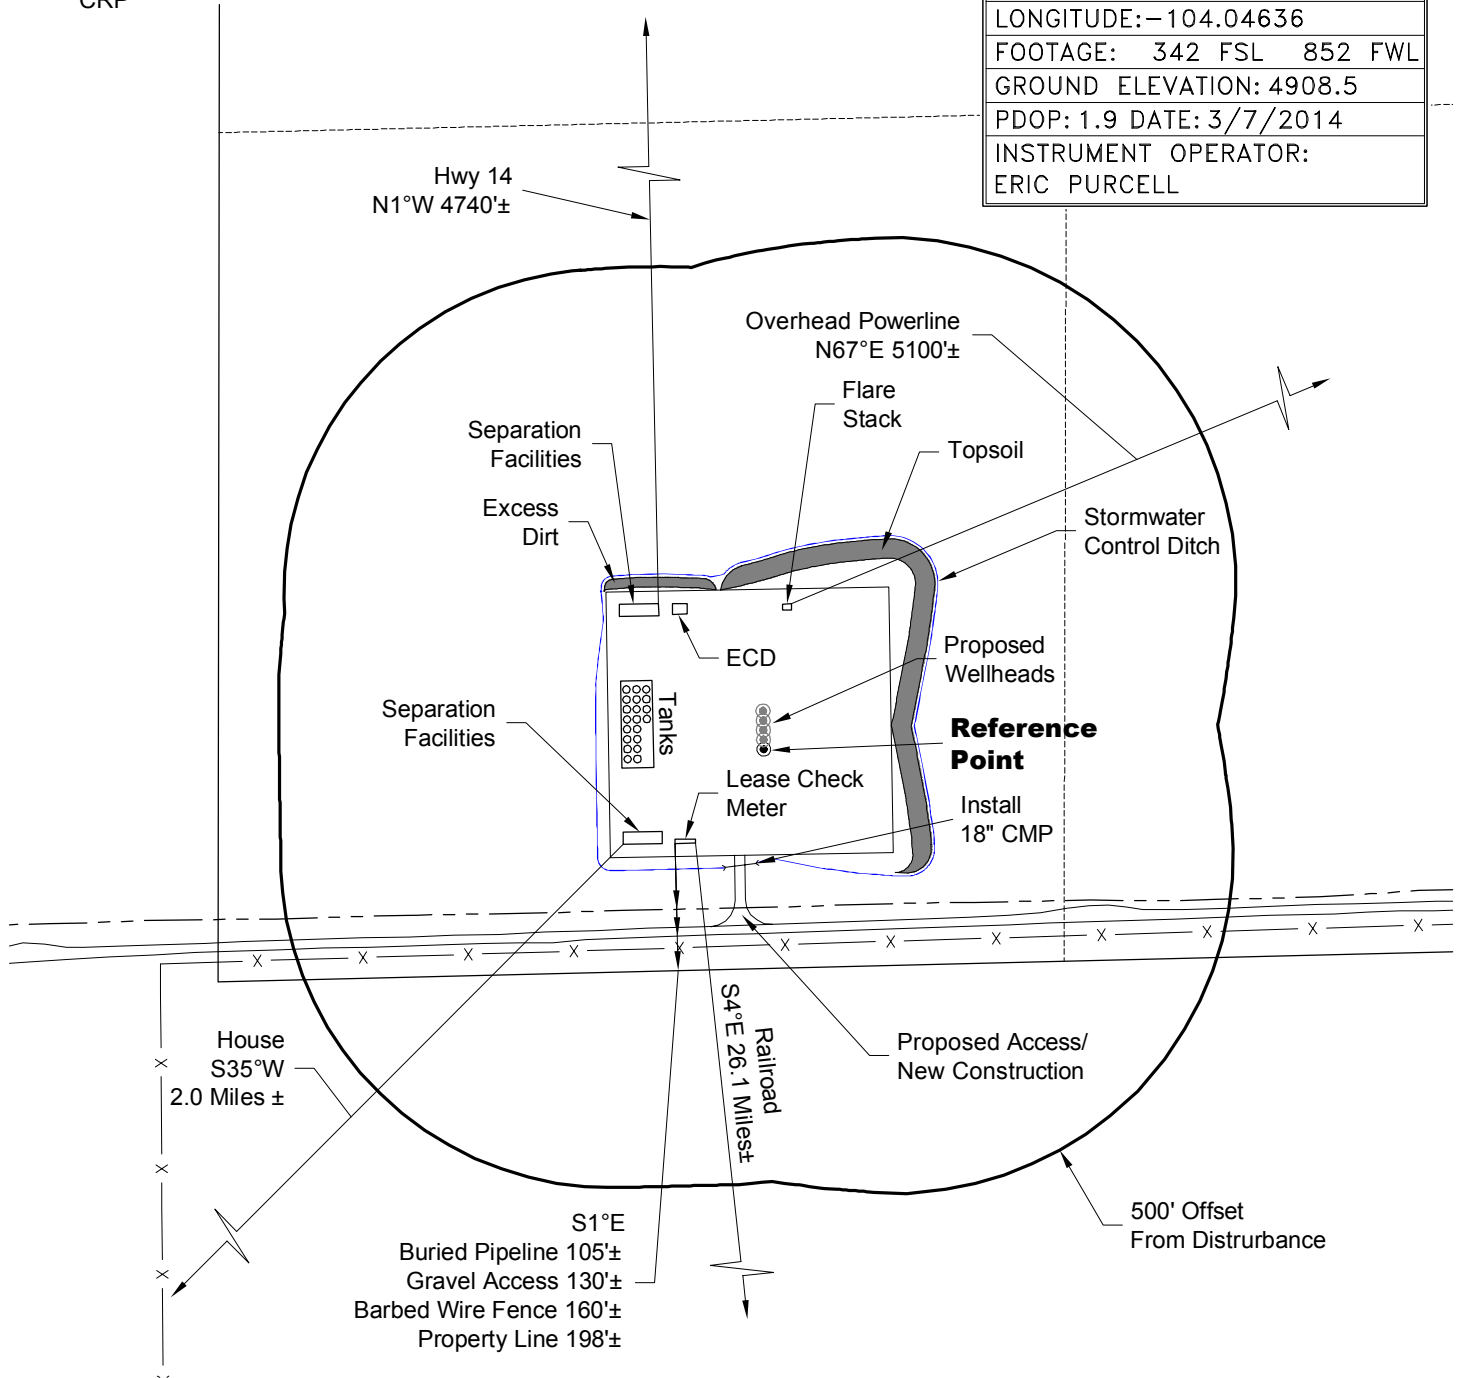 CRP
LONGITUDE:-104.04636
FOOTAGE: 342 FSL 852 FWL
GROUND ELEVATION: 4908.5
PDOP: 1.9 DATE: 3/7/2014
INSTRUMENT OPERATOR:
ERIC PURCELL
Hwy 14
N1°W 4740'±
Overhead Powerline
N67°E 5100'±
Flare
Stack
Separation
Facilities
Topsoil
Excess
Dirt
Stormwater
Control Ditch
ECD
Proposed
Wellheads
Tanks
Separation
Facilities
Reference
Point
Lease Check
Meter
Install
18" CMP
X X X X X X X X X X X X
House
S35°W
2.0 Miles ±
Railroad
S4°E 26.1 Miles±
Proposed Access/
New Construction
X
X
X
X
500' Offset
From Distrurbance
S1°E
Buried Pipeline 105'±
Gravel Access 130'±
Barbed Wire Fence 160'±
Property Line 198'±